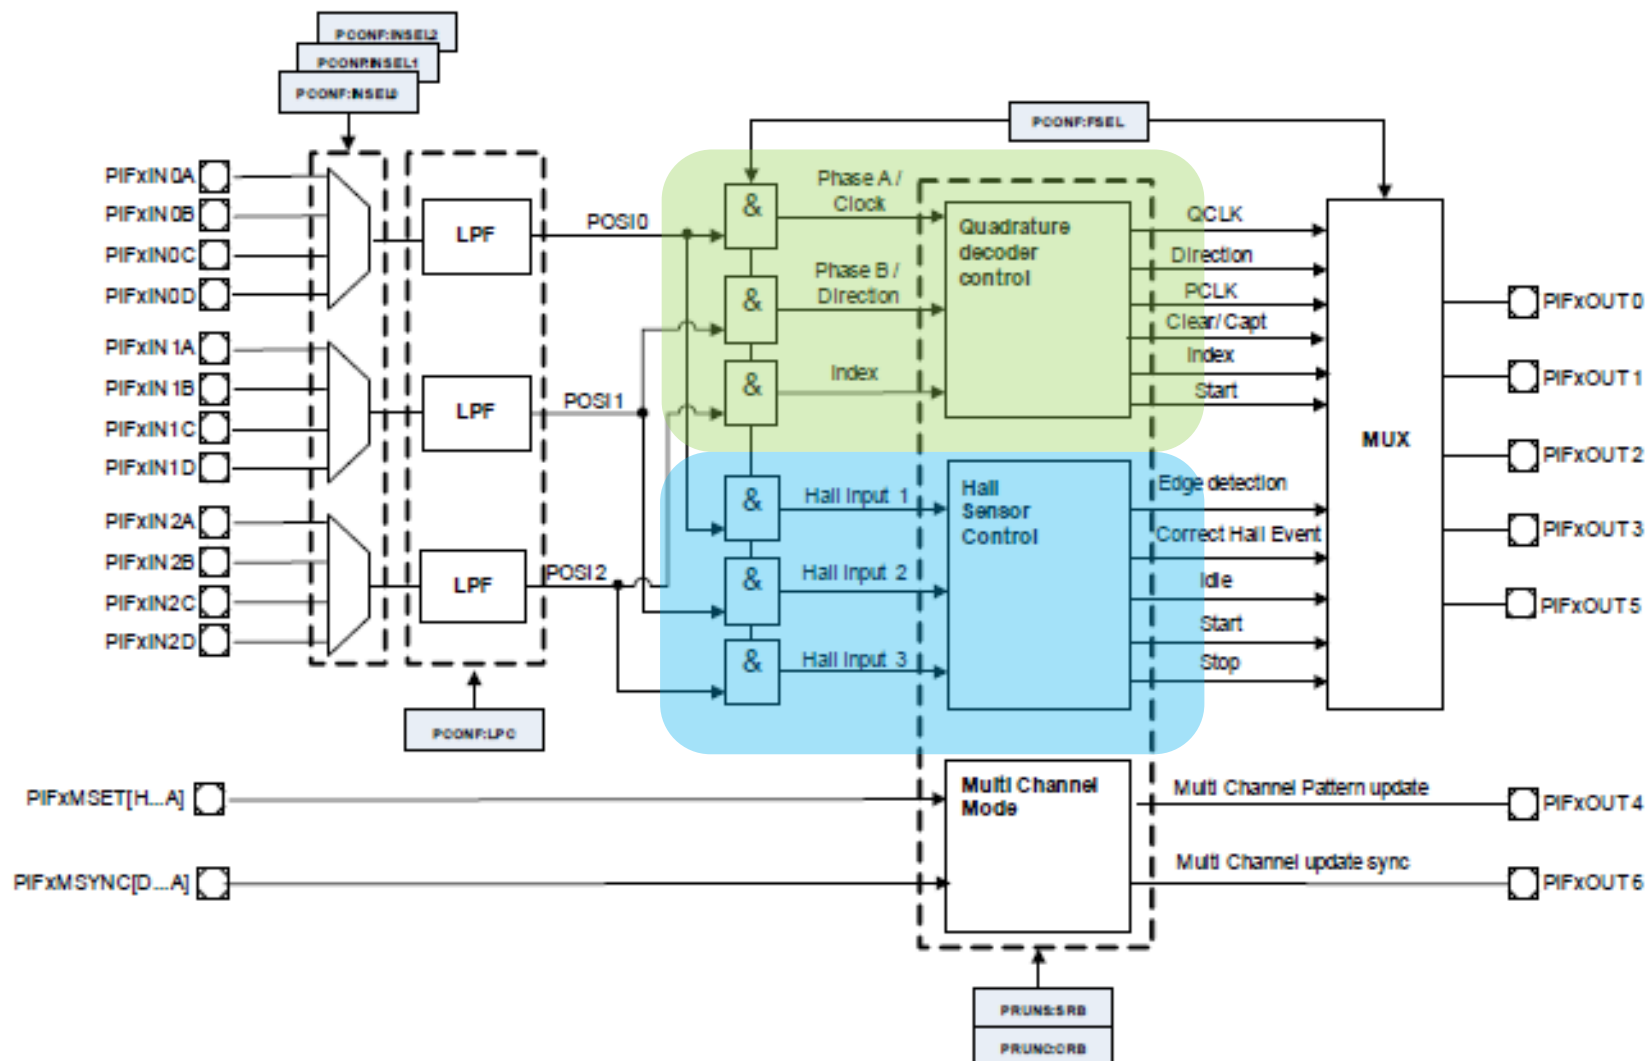 PCONF:INSEL2
PCONF:INSEL1
PCONF:INSEL0
PCONF:FSEL
PIFxIN0A
PIFxIN0B
PIFxIN0C
PIFxIN0D
PIFxIN1A
PIFxIN1B
PIFxIN1C
PIFxIN1D
PIFxIN2A
PIFxIN2B
PIFxIN2C
PIFxIN2D
LPF
LPF
LPF
POSI0
POSI1
POSI2
PCONF:LPC
&
&
&
&
&
&
Phase A /
Clock
Phase B /
Direction
Index
Quadrature
decoder
control
QCLK
Direction
PCLK
Clear/ Capt
Index
Start
Hall Input 1
Hall Input 2
Hall Input 3
Hall
Sensor
Control
Edge detection
Correct Hall Event
Idle
Start
Stop
MUX
PIFxOUT0
PIFxOUT1
PIFxOUT2
PIFxOUT3
PIFxOUT5
PIFxMSET[H...A]
PIFxMSYNC[D...A]
Multi Channel
Mode
Multi Channel Pattern update
Multi Channel update sync
PIFxOUT4
PIFxOUT6
PRUNS:SRB
PRUNC:CRB